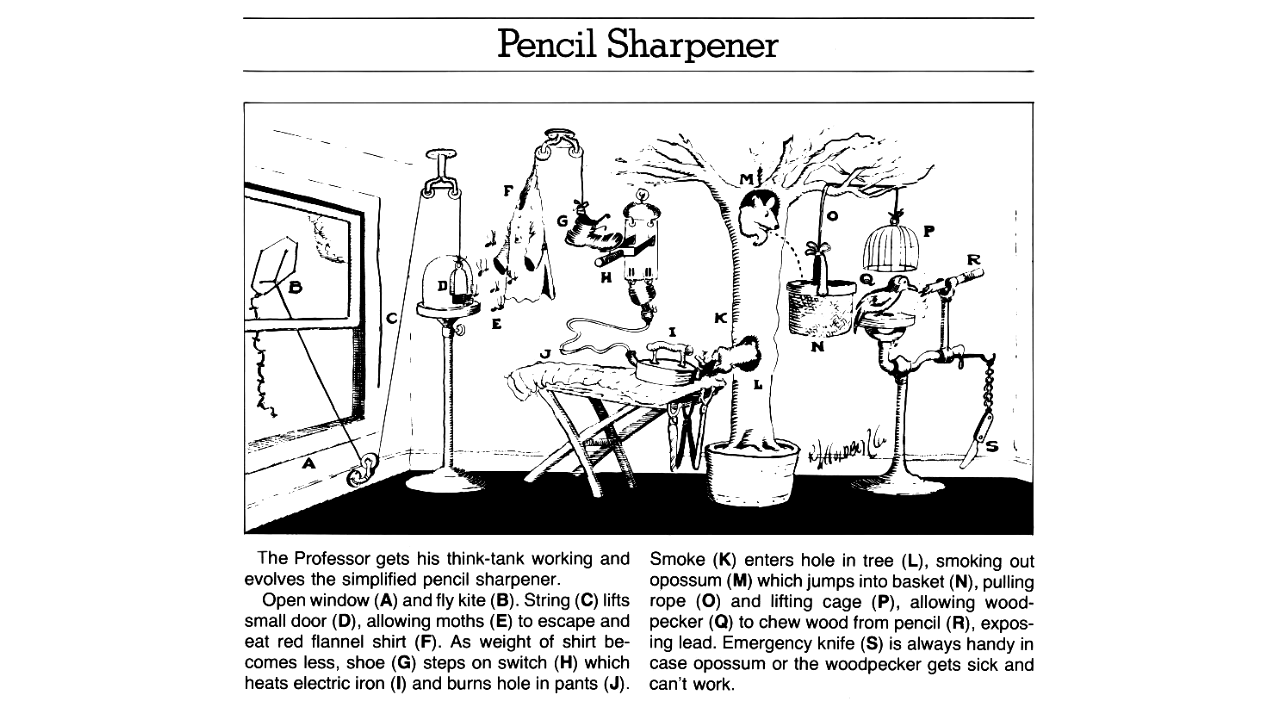 Pencil Sharpener
A
B
C
D
E
F
G
H
I
J
K
L
M
N
O
P
Q
R
S
The Professor gets his think-tank working and
evolves the simplified pencil sharpener.
Open window (A) and fly kite (B). String (C) lifts
small door (D), allowing moths (E) to escape and
eat red flannel shirt (F). As weight of shirt be-
comes less, shoe (G) steps on switch (H) which
heats electric iron (I) and burns hole in pants (J).
Smoke (K) enters hole in tree (L), smoking out
opossum (M) which jumps into basket (N), pulling
rope (O) and lifting cage (P), allowing wood-
pecker (Q) to chew wood from pencil (R), expos-
ing lead. Emergency knife (S) is always handy in
case opossum or the woodpecker gets sick and
can't work.